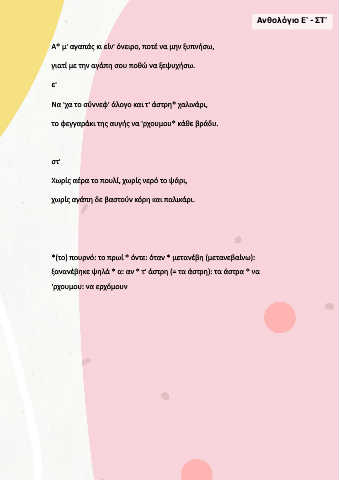 Ανθολόγιο Ε' - ΣΤ'
Α* μ' αγαπάς κι είν' όνειρο, ποτέ να μην ξυπνήσω,
γιατί με την αγάπη σου ποθώ να ξεψυχήσω.
ε'
Να 'χα το σύννεφ' άλογο και τ' άστρη* χαλινάρι,
το φεγγαράκι της αυγής να 'ρχουμου* κάθε βράδυ.
στ'
Χωρίς αέρα το πουλί, χωρίς νερό το ψάρι,
χωρίς αγάπη δε βαστούν κόρη και παλικάρι.
*(το) πουρνό: το πρωί * όντε: όταν * μετανέβη (μετανεβαίνω):
ξανανέβηκε ψηλά * α: αν * τ' άστρη (= τα άστρη): τα άστρα * να
'ρχουμου: να ερχόμουν